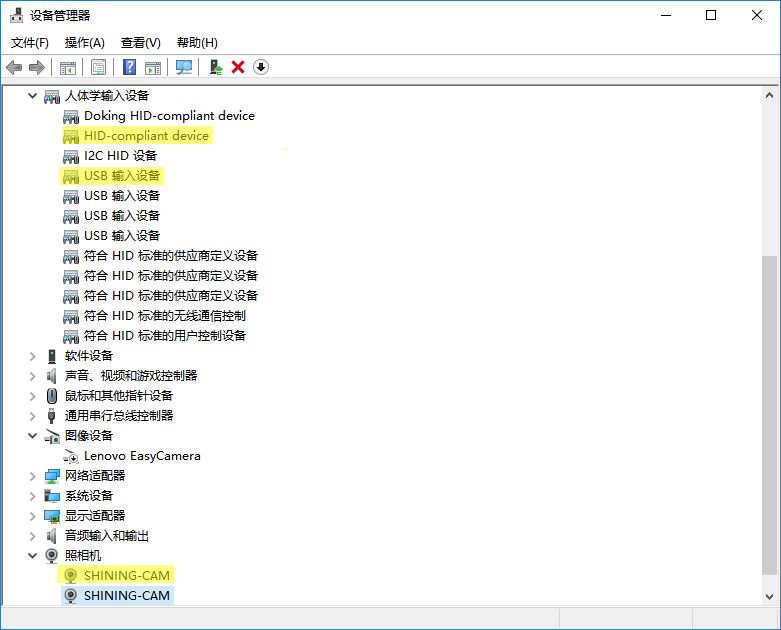 设备管理器
文件(F) 操作(A) 查看(V) 帮助(H)
人体学输入设备
Doking HID-compliant device
HID-compliant device
I2C HID 设备
USB 输入设备
USB 输入设备
USB 输入设备
USB 输入设备
符合 HID 标准的供应商定义设备
符合 HID 标准的供应商定义设备
符合 HID 标准的供应商定义设备
符合 HID 标准的无线通信控制
符合 HID 标准的用户控制设备
软件设备
声音、视频和游戏控制器
鼠标和其他指针设备
通用串行总线控制器
图像设备
Lenovo EasyCamera
网络适配器
系统设备
显示适配器
音频输入和输出
照相机
SHINING-CAM
SHINING-CAM